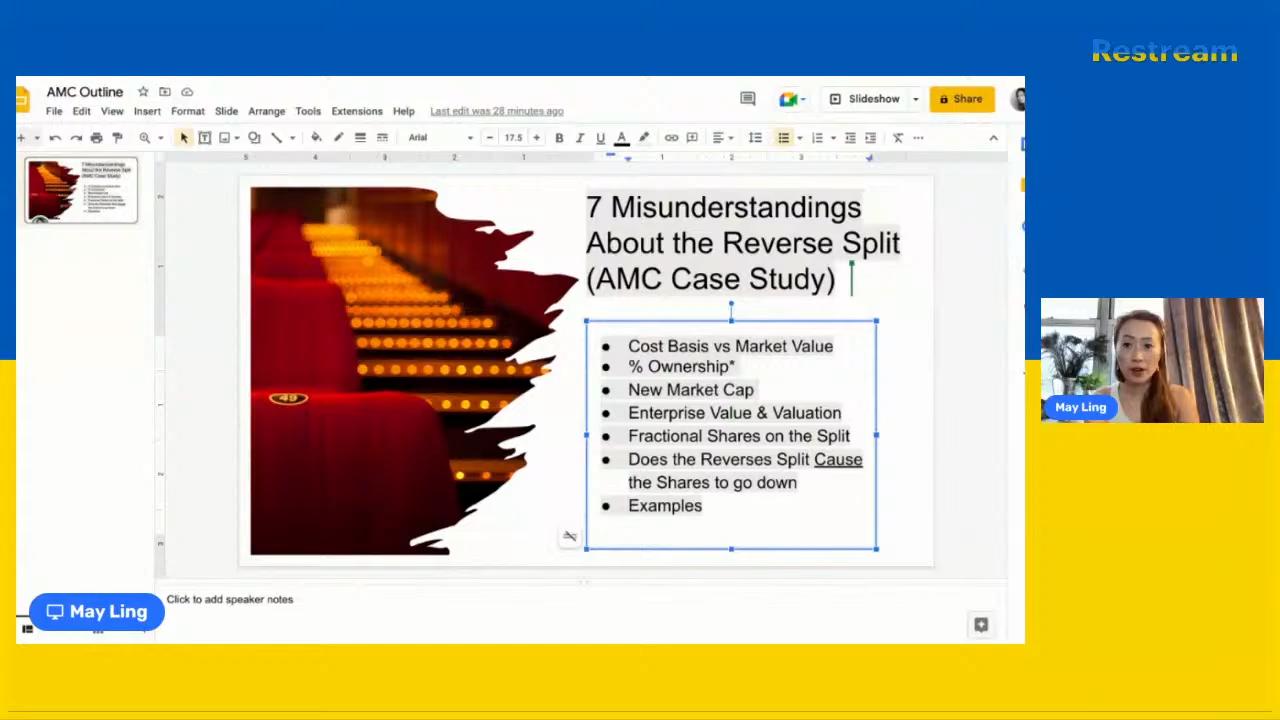 Restream
AMC Outline
File Edit View Insert Format Slide Arrange Tools Extensions Help Last edit was 28 minutes ago
Slideshow
Share
Arial
17.5
7 Misunderstandings
About the Reverse Split
(AMC Case Study)
● Cost Basis vs Market Value
● % Ownership*
● New Market Cap
● Enterprise Value & Valuation
● Fractional Shares on the Split
● Does the Reverses Split Cause
the Shares to go down
● Examples
49
Click to add speaker notes
May Ling
May Ling